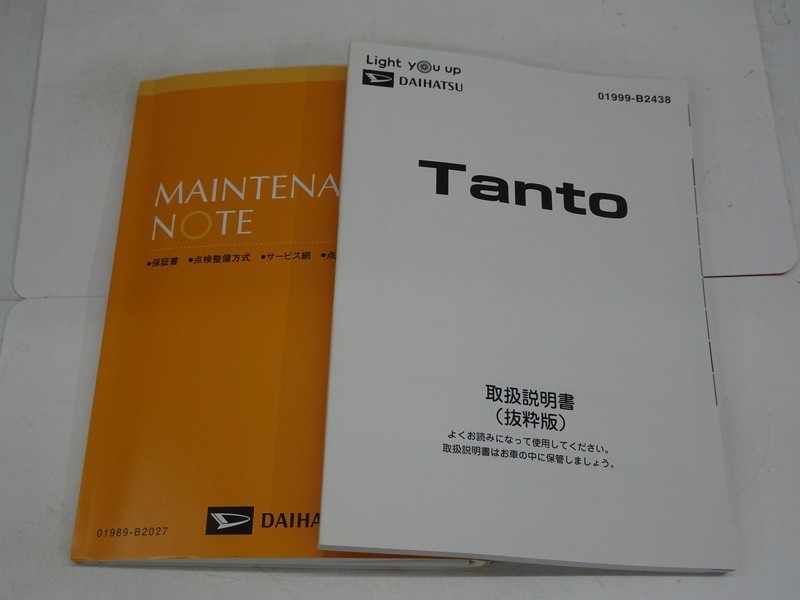 MAINTENA
NOTE
●保証書 ●点検整備方式 ●サービス網 ●点
01989-B2027
DAIHA
Light you up
DAIHATSU
01999-B2438
Tanto
取扱説明書
(抜粋版)
よくお読みになって使用してください。
取扱説明書はお車の中に保管しましょう。